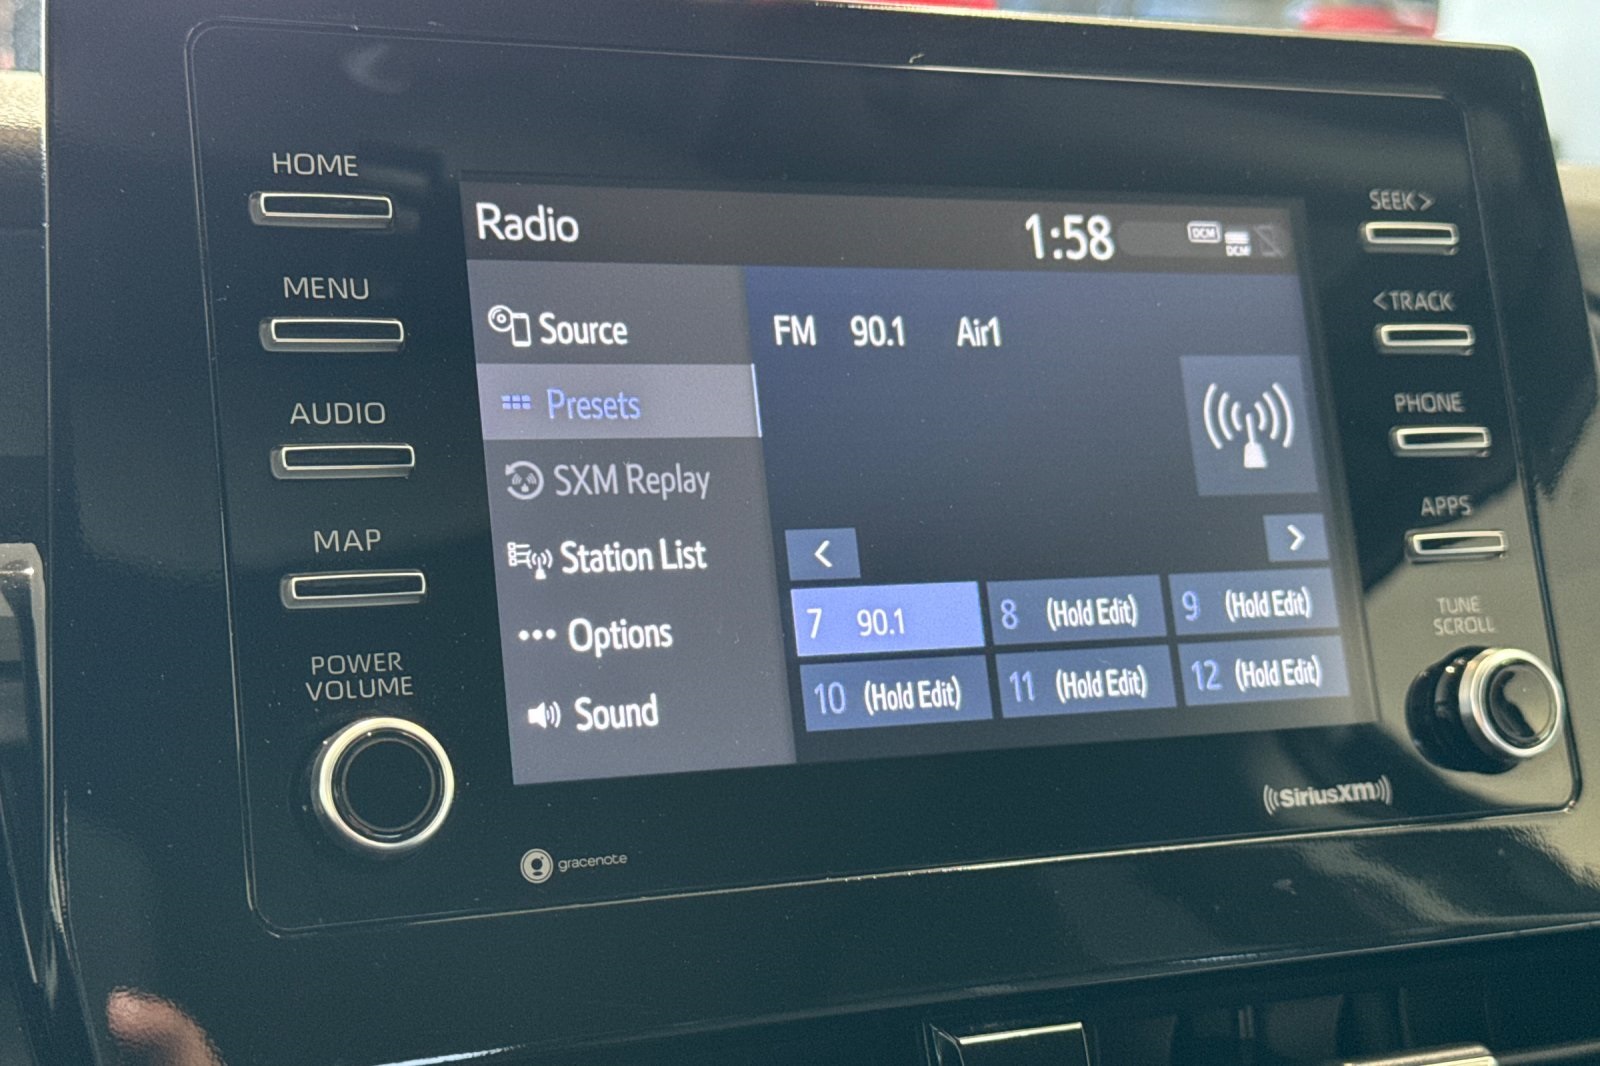 HOME
MENU
AUDIO
MAP
POWER
VOLUME
Radio
1:58
DCM
DCM
Source
Presets
SXM Replay
Station List
Options
Sound
FM 90.1 Air1
<
>
7 90.1
8 (Hold Edit)
9 (Hold Edit)
10 (Hold Edit)
11 (Hold Edit)
12 (Hold Edit)
SEEK>
<TRACK
PHONE
APPS
TUNE
SCROLL
gracenote
((SiriusXM))